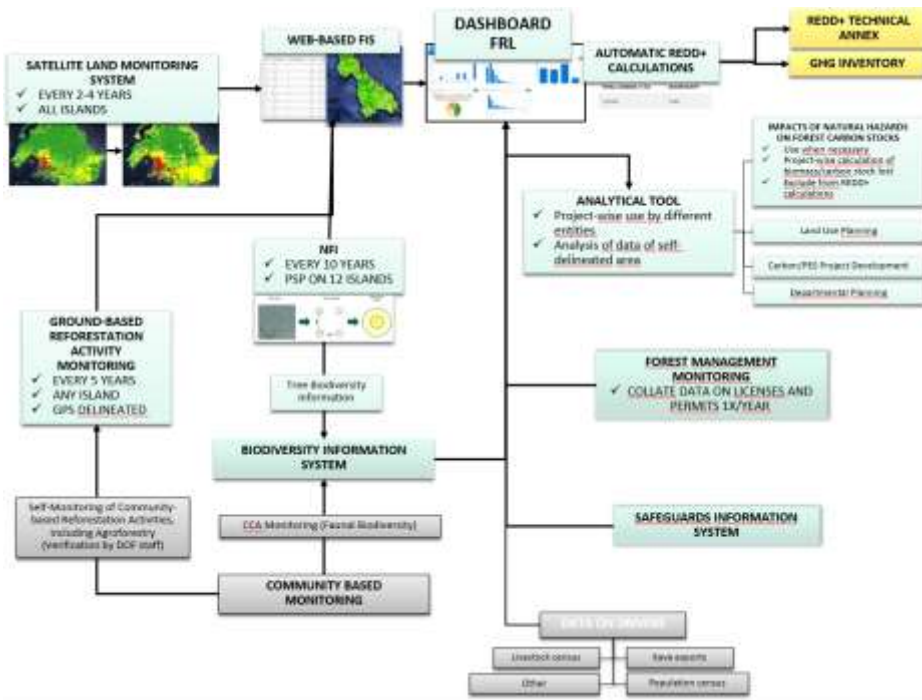 DASHBOARD
FRL
WEB-BASED FIS
SATELLITE LAND MONITORING
SYSTEM
✓ EVERY 2-4 YEARS
✓ ALL ISLANDS
AUTOMATIC REDD+
CALCULATIONS
REDD+ TECHNICAL
ANNEX
GHG INVENTORY
IMPACTS OF NATURAL HAZARDS
ON FOREST CARBON STOCKS
✓ Use when necessary
✓ Project-wise calculation of
biomass/carbon stock lost
✓ Exclude from REDD+
calculations
ANALYTICAL TOOL
✓ Project-wise use by different
entities
✓ Analysis of data of self-
delineated area
Land Use Planning
Carbon/PES Project Development
Departmental Planning
NFI
✓ EVERY 10 YEARS
✓ PSP ON 12 ISLANDS
GROUND-BASED
REFORESTATION
ACTIVITY
MONITORING
✓ EVERY 5 YEARS
✓ ANY ISLAND
✓ GPS DELINEATED
Tree Biodiversity
Information
FOREST MANAGEMENT
MONITORING
✓ COLLATE DATA ON LICENSES AND
PERMITS 1X/YEAR
BIODIVERSITY INFORMATION
SYSTEM
Self-Monitoring of Community-
based Reforestation Activities,
Including Agroforestry
(Verification by DOF staff)
CCA Monitoring (Faunal Biodiversity)
SAFEGUARDS INFORMATION
SYSTEM
COMMUNITY BASED
MONITORING
DATA ON DRIVERS
Livestock census
Kava exports
Other
Population census